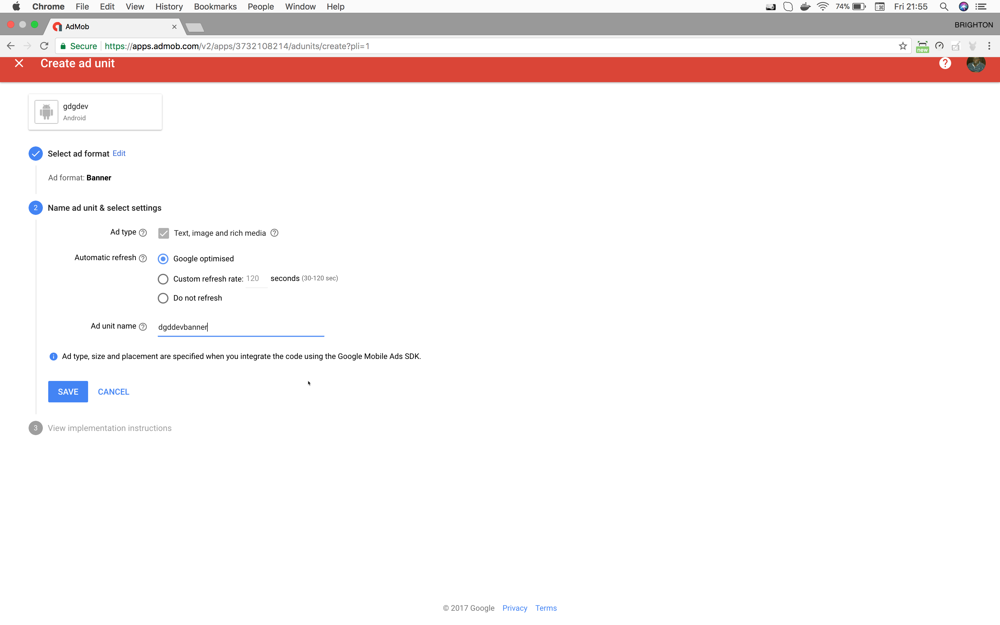 Chrome File Edit View History Bookmarks People Window Help 74% Fri 21:55
AdMob BRIGHTON
Secure https://apps.admob.com/v2/apps/3732108214/adunits/create?pli=1 new
Create ad unit ?
gdgdev
Android
Select ad format Edit
Ad format: Banner
2 Name ad unit & select settings
Ad type ? Text, image and rich media ?
Automatic refresh ? Google optimised
Custom refresh rate: 120 seconds (30-120 sec)
Do not refresh
Ad unit name ? dgddevbanner
i Ad type, size and placement are specified when you integrate the code using the Google Mobile Ads SDK.
SAVE CANCEL
3 View implementation instructions
© 2017 Google Privacy Terms